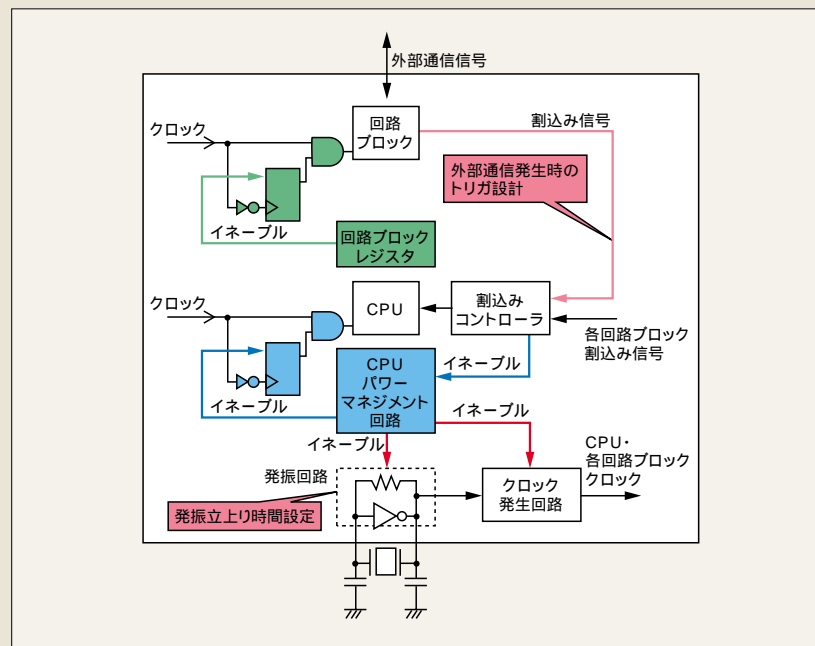 外部通信信号
クロック
回路
ブロック
割込み信号
外部通信発生時の
トリガ設計
イネーブル
回路ブロック
レジスタ
クロック
CPU
割込み
コントローラ
各回路ブロック
割込み信号
イネーブル
CPU
パワー
マネジメント
回路
イネーブル
イネーブル
イネーブル
発振回路
発振立上り時間設定
クロック
発生回路
CPU・
各回路ブロック
クロック